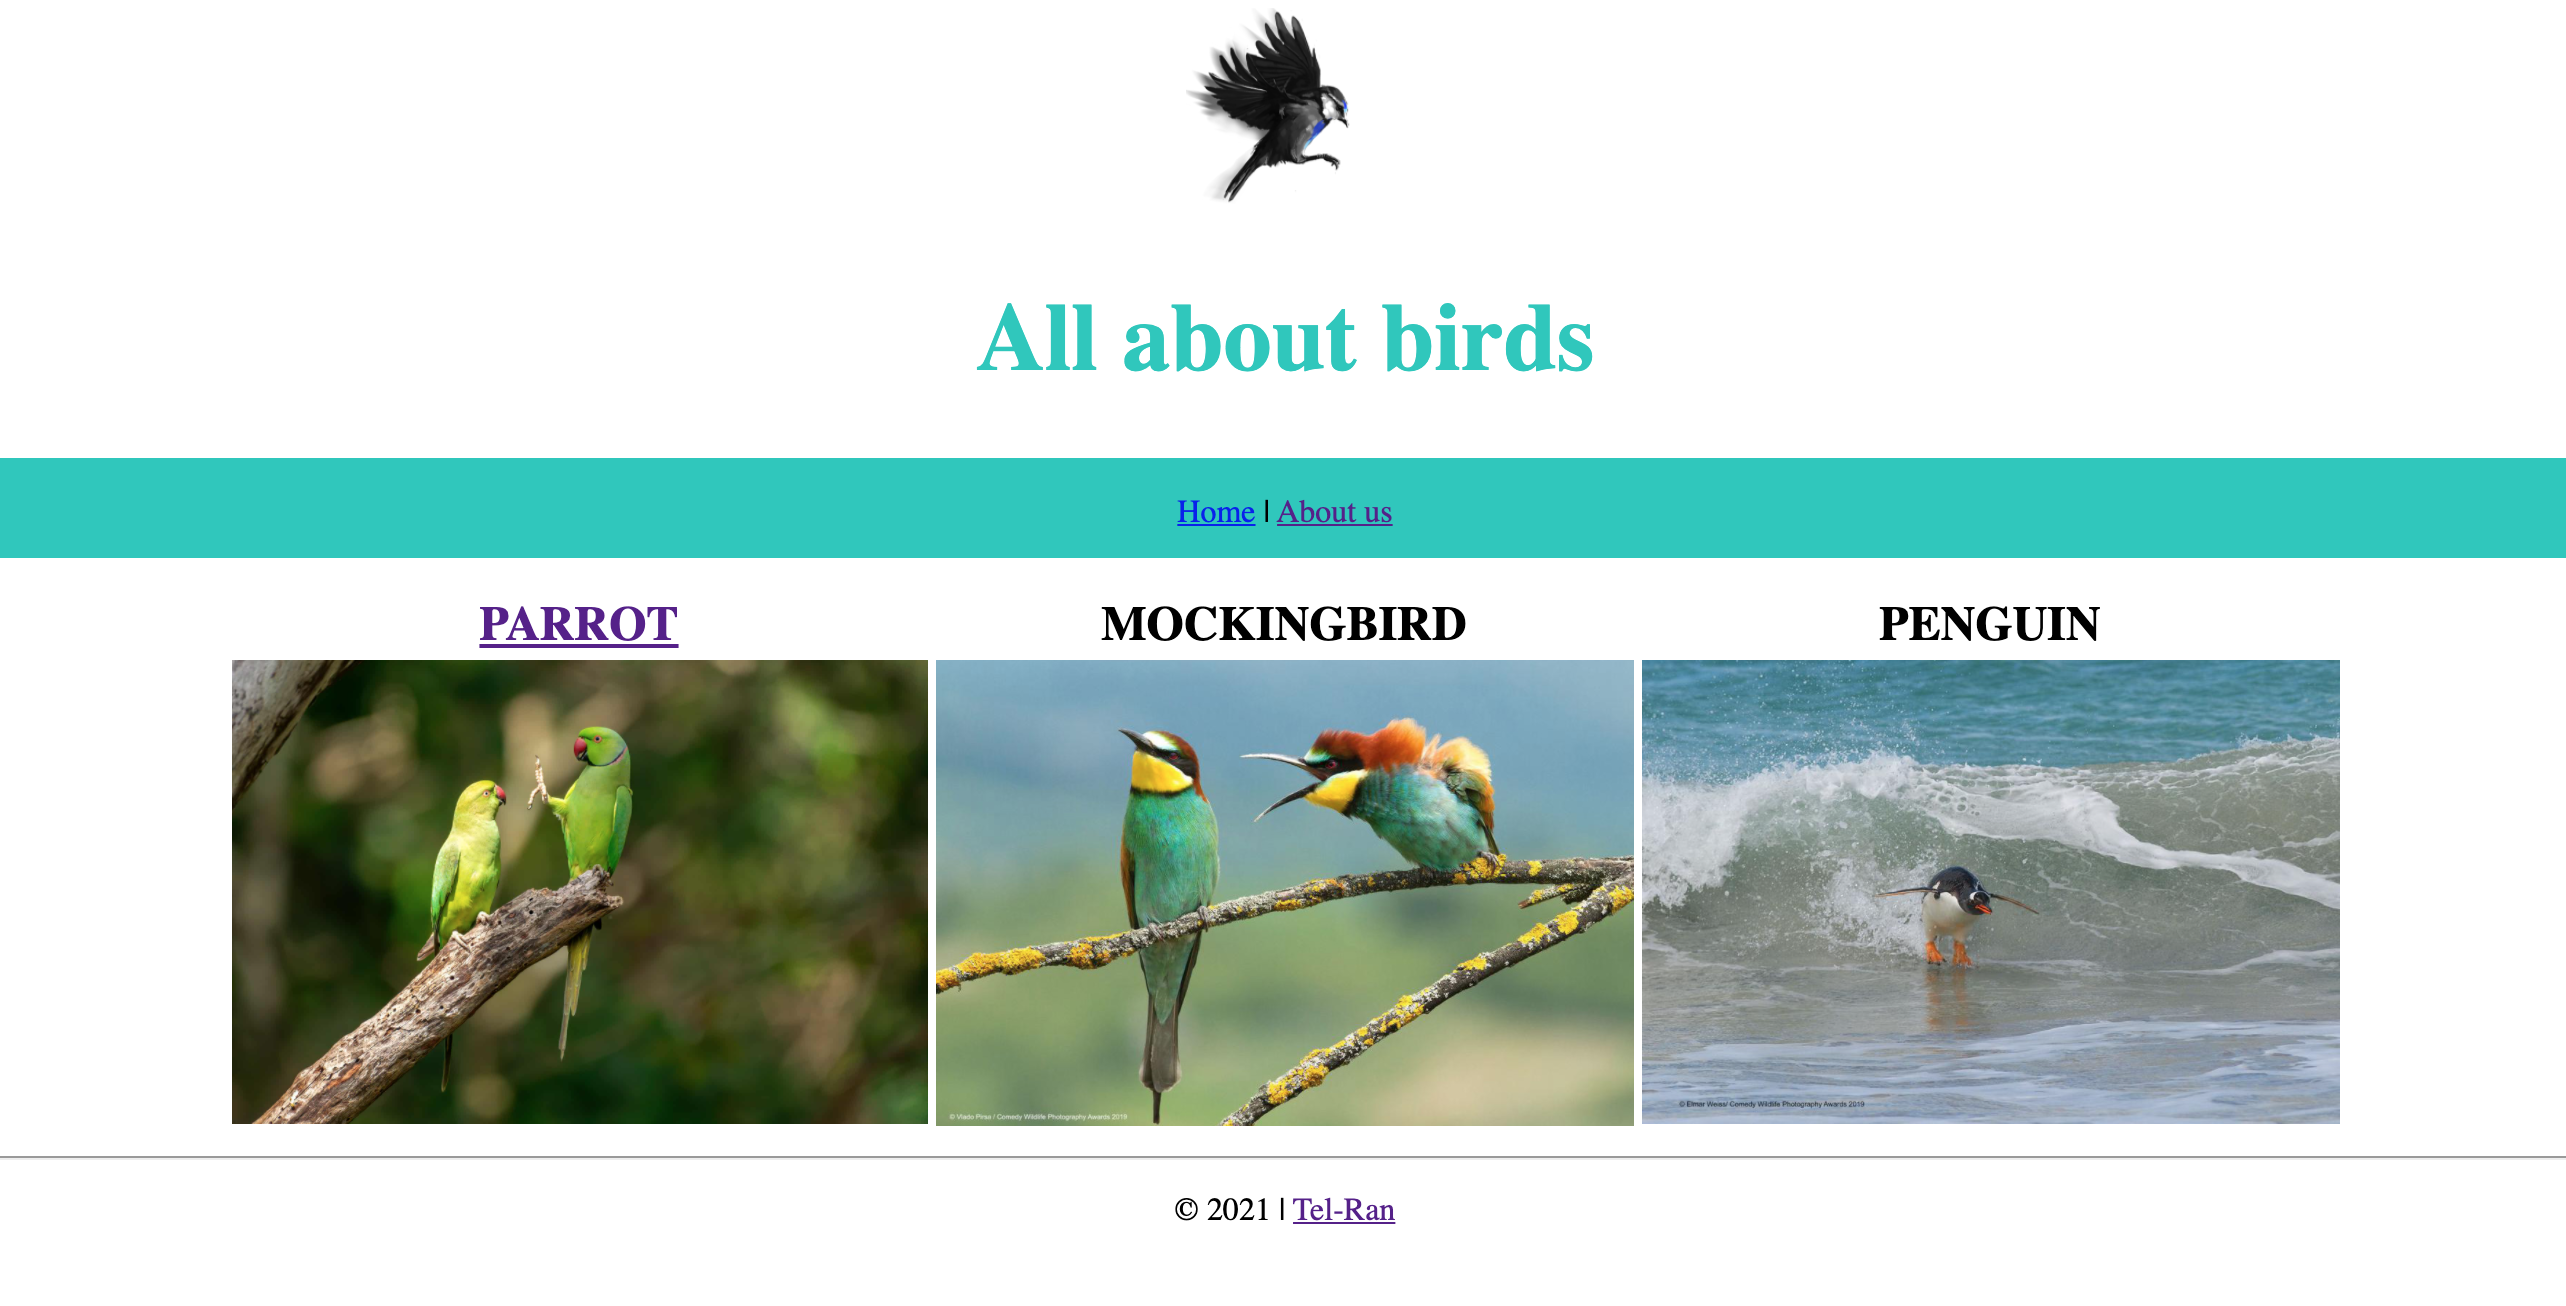 All about birds
Home | About us
PARROT
MOCKINGBIRD
PENGUIN
© Vlado Pirsa / Comedy Wildlife Photography Awards 2019
© Elmar Weiss/ Comedy Wildlife Photography Awards 2019
© 2021 | Tel-Ran